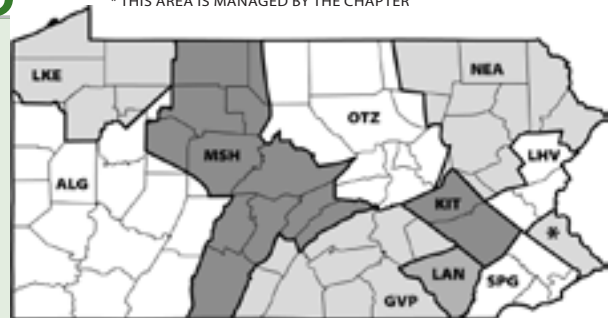 * THIS AREA IS MANAGED BY THE CHAPTER
LKE
NEA
OTZ
MSH
LHV
ALG
KIT
*
LAN
SPG
GVP